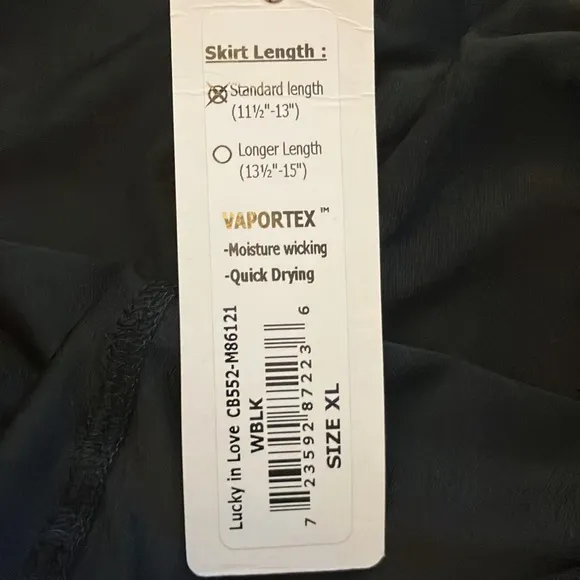 Skirt Length :
Standard length
(11½"-13")
Longer Length
(13½"-15")
VAPORTEX™
-Moisture wicking
-Quick Drying
Lucky in Love CB552-M86121
WBLK
7 23592 87223 6
SIZE XL